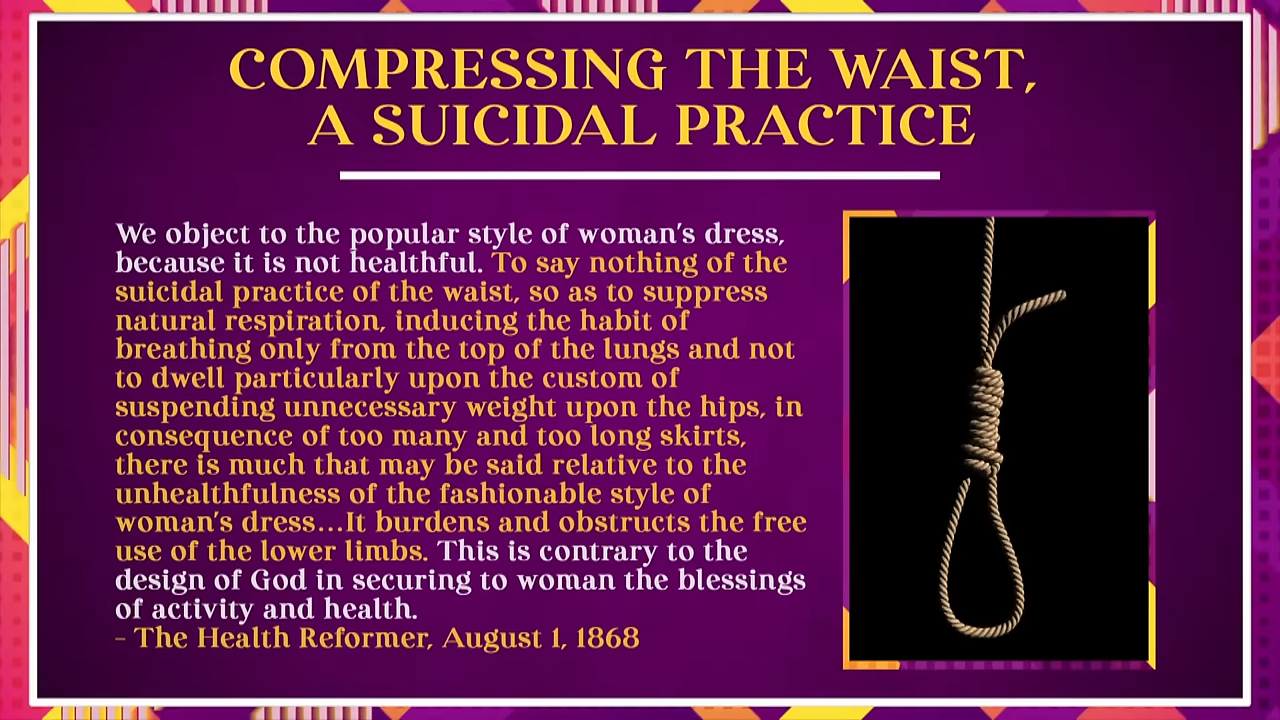 COMPRESSING THE WAIST,
A SUICIDAL PRACTICE
We object to the popular style of woman's dress,
because it is not healthful. To say nothing of the
suicidal practice of the waist, so as to suppress
natural respiration, inducing the habit of
breathing only from the top of the lungs and not
to dwell particularly upon the custom of
suspending unnecessary weight upon the hips, in
consequence of too many and too long skirts,
there is much that may be said relative to the
unhealthfulness of the fashionable style of
woman's dress...It burdens and obstructs the free
use of the lower limbs. This is contrary to the
design of God in securing to woman the blessings
of activity and health.
- The Health Reformer, August 1, 1868